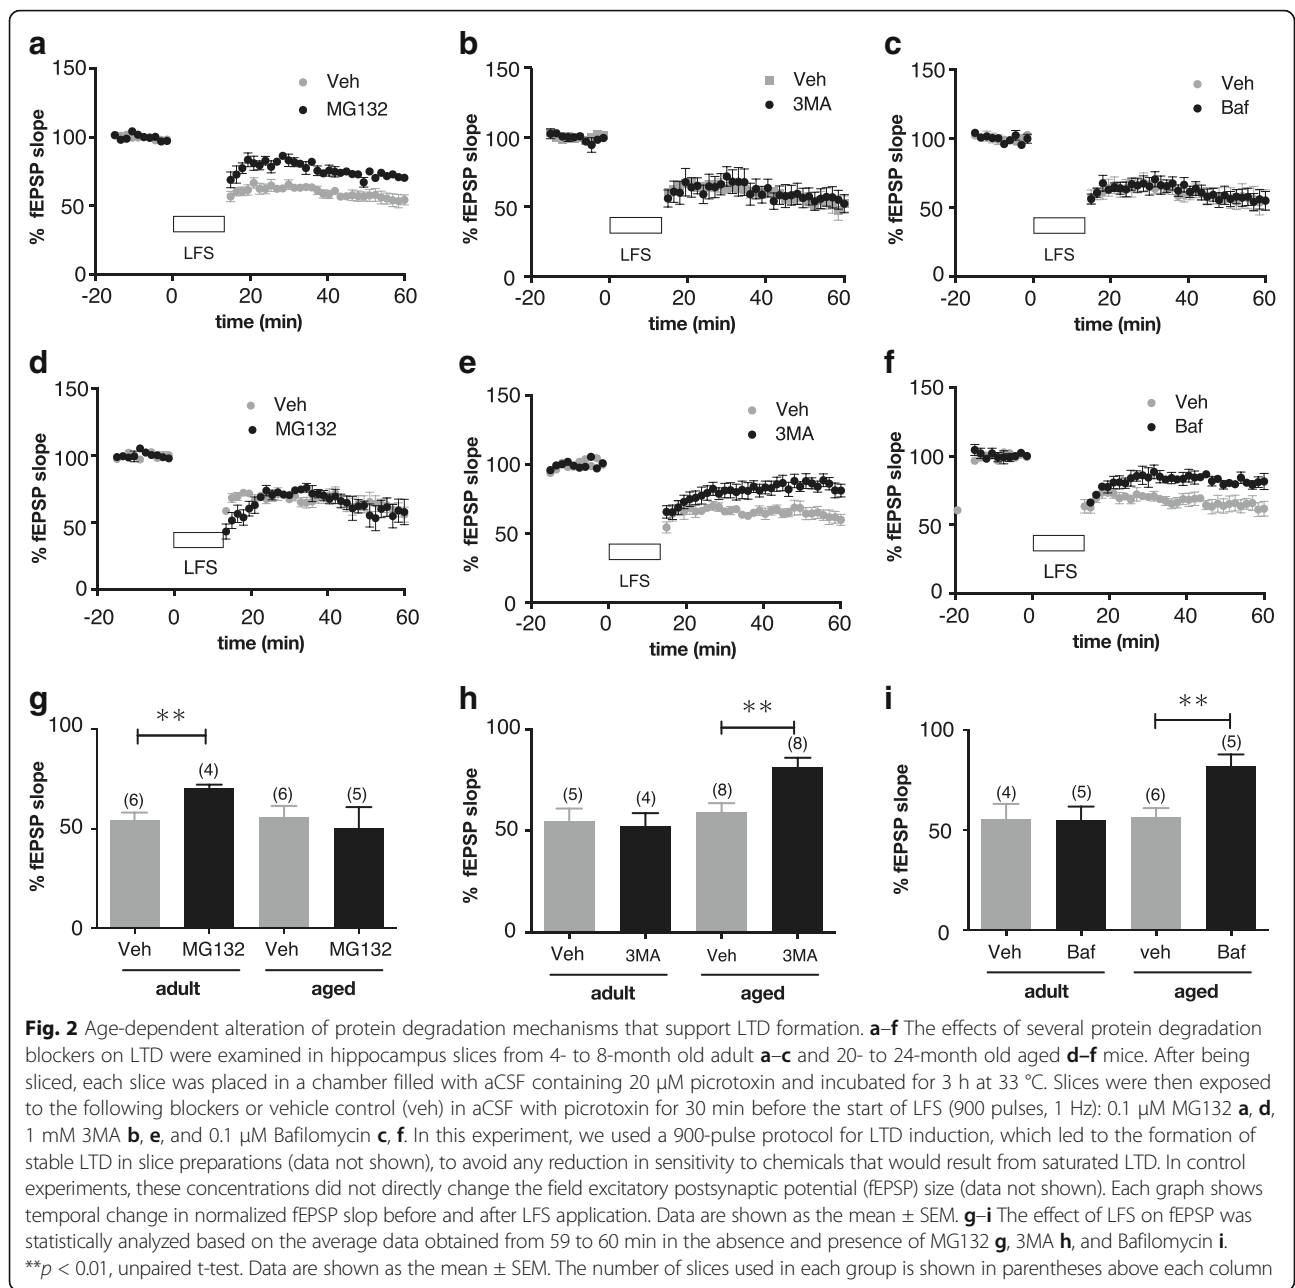 a
150
100
50
0
% fEPSP slope
Veh
MG132
LFS
-20 0 20 40 60
time (min)
b
150
100
50
0
% fEPSP slope
Veh
3MA
LFS
-20 0 20 40 60
time (min)
c
150
100
50
0
% fEPSP slope
Veh
Baf
LFS
-20 0 20 40 60
time (min)
d
150
100
50
0
% fEPSP slope
Veh
MG132
LFS
-20 0 20 40 60
time (min)
e
150
100
50
0
% fEPSP slope
Veh
3MA
LFS
-20 0 20 40 60
time (min)
f
150
100
50
0
% fEPSP slope
Veh
Baf
LFS
-20 0 20 40 60
time (min)
g
100
50
0
% fEPSP slope
**
(6) (4) (6) (5)
Veh MG132 Veh MG132
adult aged
h
100
50
0
% fEPSP slope
**
(5) (4) (8) (8)
Veh 3MA Veh 3MA
adult aged
i
100
50
0
% fEPSP slope
**
(4) (5) (6) (5)
Veh Baf veh Baf
adult aged
Fig. 2 Age-dependent alteration of protein degradation mechanisms that support LTD formation. a–f The effects of several protein degradation
blockers on LTD were examined in hippocampus slices from 4- to 8-month old adult a–c and 20- to 24-month old aged d–f mice. After being
sliced, each slice was placed in a chamber filled with aCSF containing 20 μM picrotoxin and incubated for 3 h at 33 °C. Slices were then exposed
to the following blockers or vehicle control (veh) in aCSF with picrotoxin for 30 min before the start of LFS (900 pulses, 1 Hz): 0.1 μM MG132 a, d,
1 mM 3MA b, e, and 0.1 μM Bafilomycin c, f. In this experiment, we used a 900-pulse protocol for LTD induction, which led to the formation of
stable LTD in slice preparations (data not shown), to avoid any reduction in sensitivity to chemicals that would result from saturated LTD. In control
experiments, these concentrations did not directly change the field excitatory postsynaptic potential (fEPSP) size (data not shown). Each graph shows
temporal change in normalized fEPSP slop before and after LFS application. Data are shown as the mean ± SEM. g–i The effect of LFS on fEPSP was
statistically analyzed based on the average data obtained from 59 to 60 min in the absence and presence of MG132 g, 3MA h, and Bafilomycin i.
**p < 0.01, unpaired t-test. Data are shown as the mean ± SEM. The number of slices used in each group is shown in parentheses above each column